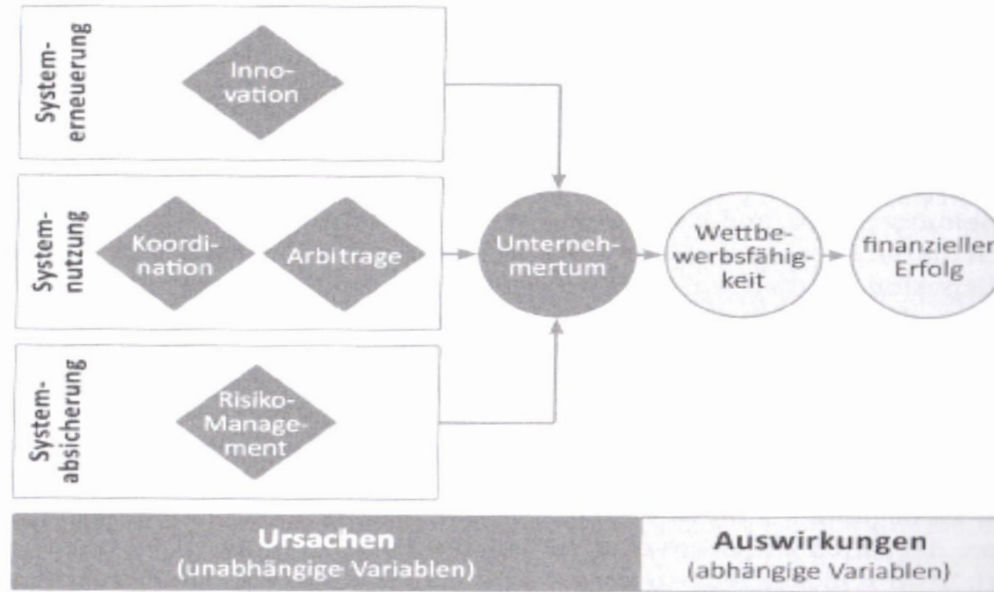 System-
erneuerung
Inno-
vation
System-
nutzung
Koordi-
nation
Arbitrage
Unterneh-
mertum
Wettbe-
werbsfähig-
keit
finanzieller
Erfolg
System-
absicherung
Risiko-
Manage-
ment
Ursachen
(unabhängige Variablen)
Auswirkungen
(abhängige Variablen)